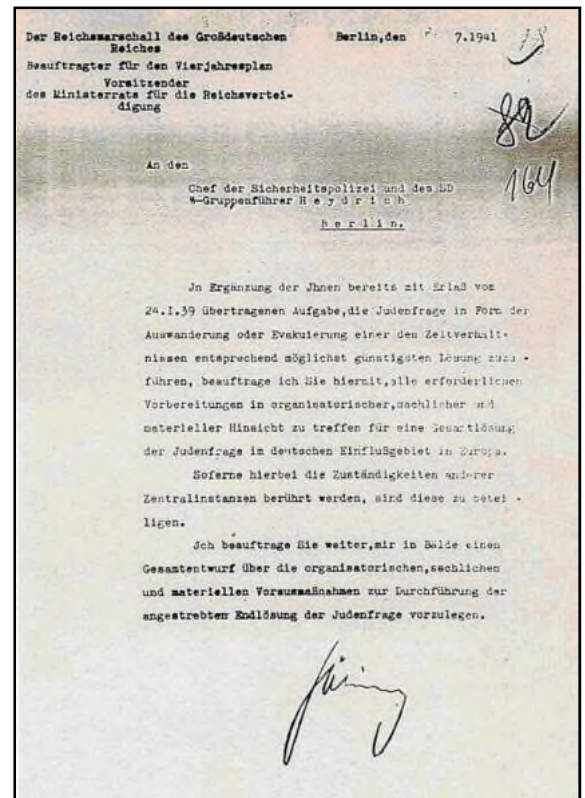 Der Reichsmarschall des Großdeutschen
Reiches
Berlin,den 7.1941
Beauftragter für den Vierjahresplan
Vorsitzender
des Ministerrats für die Reichsvertei-
digung
82
164
An den
Chef der Sicherheitspolizei und des SD
SS-Gruppenführer H e y d r i c h
B e r l i n.
Jn Ergänzung der Jhnen bereits mit Erlaß vom
24.I.39 übertragenen Aufgabe,die Judenfrage in Form der
Auswanderung oder Evakuierung einer den Zeitverhält-
nissen entsprechend möglichst günstigsten Lösung zuzu-
führen, beauftrage ich Sie hiermit,alle erforderlichen
Vorbereitungen in organisatorischer,sachlicher und
materieller Hinsicht zu treffen für eine Gesamtlösung
der Judenfrage im deutschen Einflußgebiet in Europa.
Soferne hierbei die Zuständigkeiten anderer
Zentralinstanzen berührt werden, sind diese zu betei-
ligen.
Jch beauftrage Sie weiter,mir in Bälde einen
Gesamtentwurf über die organisatorischen,sachlichen
und materiellen Vorausmaßnahmen zur Durchführung der
angestrebten Endlösung der Judenfrage vorzulegen.
Göring